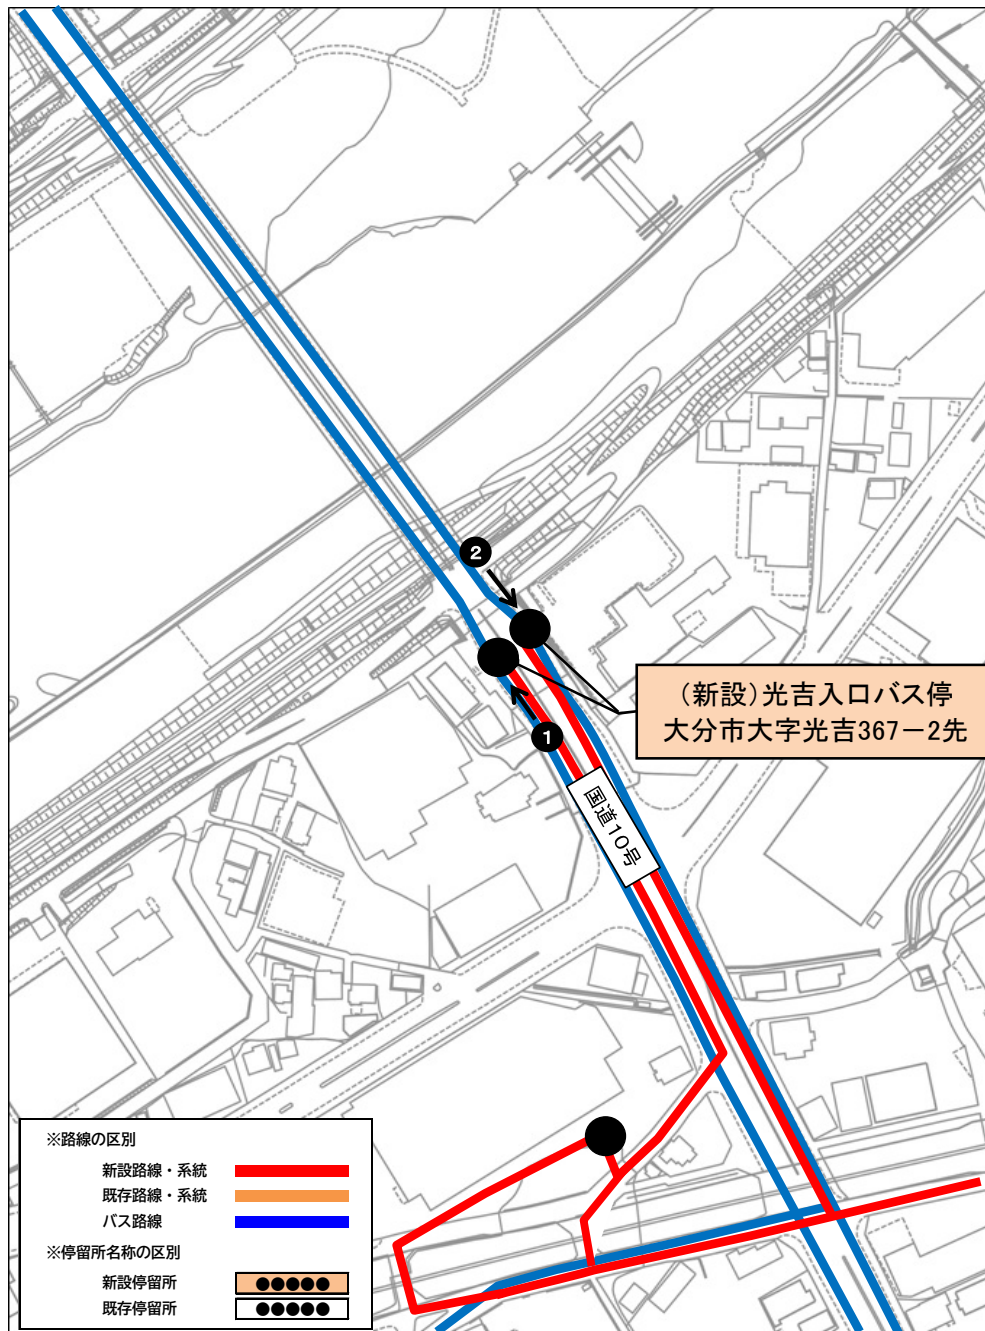 2
(新設)光吉入口バス停
大分市大字光吉367－2先
1
国道10号
※路線の区別
新設路線・系統
既存路線・系統
バス路線
※停留所名称の区別
新設停留所 ●●●●●
既存停留所 ●●●●●